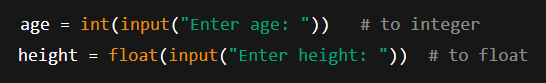 age = int(input("Enter age: "))   # to integer
height = float(input("Enter height: "))  # to float